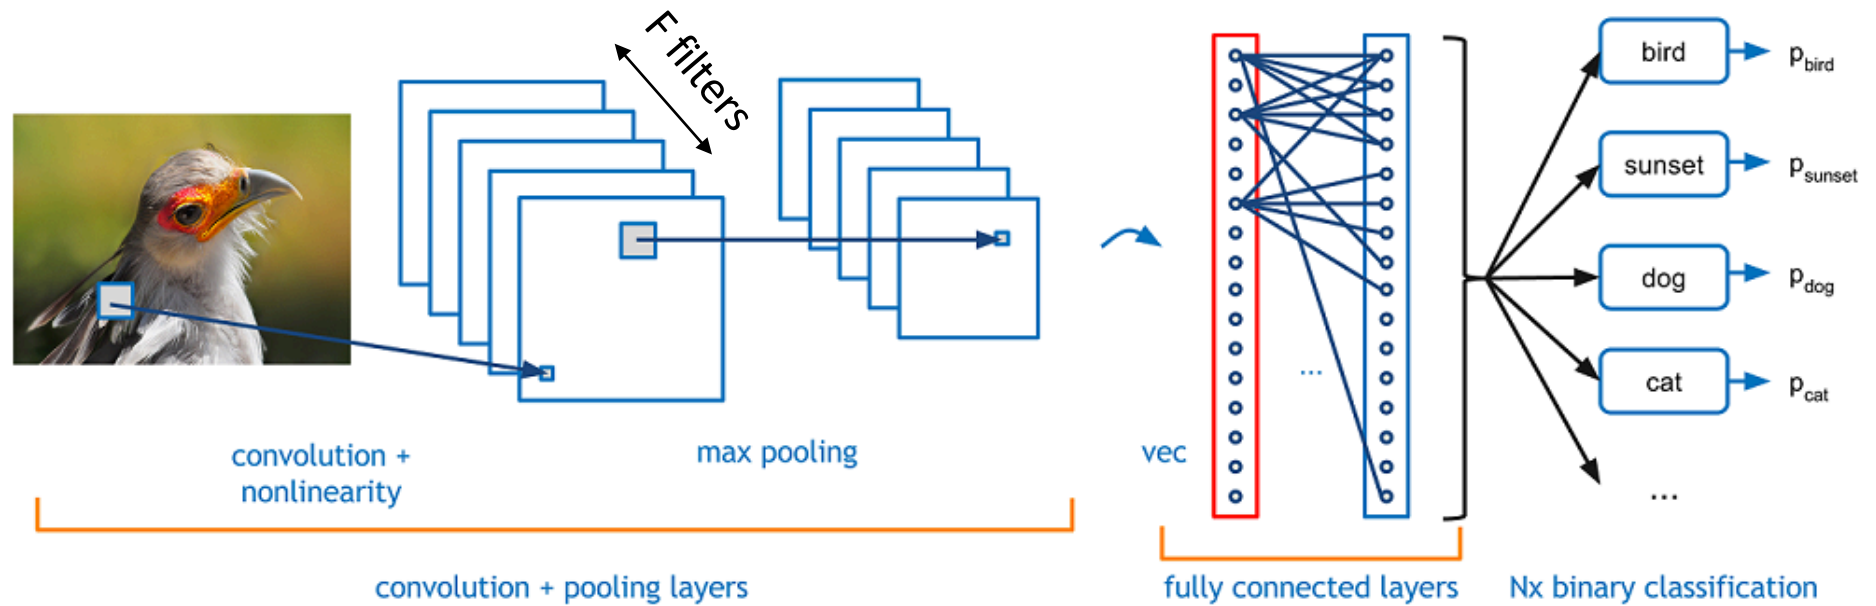 F filters
convolution +
nonlinearity
max pooling
convolution + pooling layers
vec
...
fully connected layers
bird
p_bird
sunset
p_sunset
dog
p_dog
cat
p_cat
...
Nx binary classification